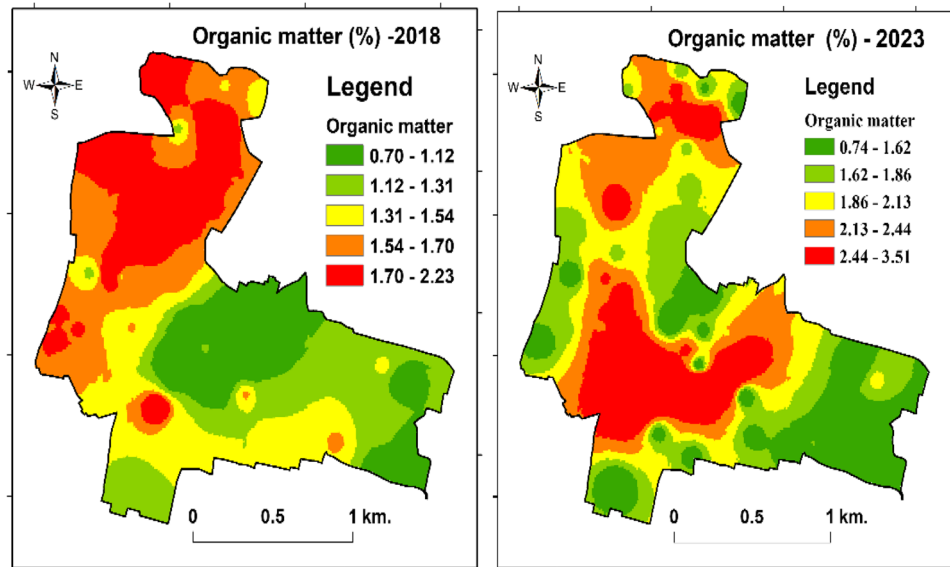 Organic matter (%) -2018
N
W E
S
Legend
Organic matter
0.70 - 1.12
1.12 - 1.31
1.31 - 1.54
1.54 - 1.70
1.70 - 2.23
0 0.5 1 km.
Organic matter (%) - 2023
N
W E
S
Legend
Organic matter
0.74 - 1.62
1.62 - 1.86
1.86 - 2.13
2.13 - 2.44
2.44 - 3.51
0 0.5 1 km.